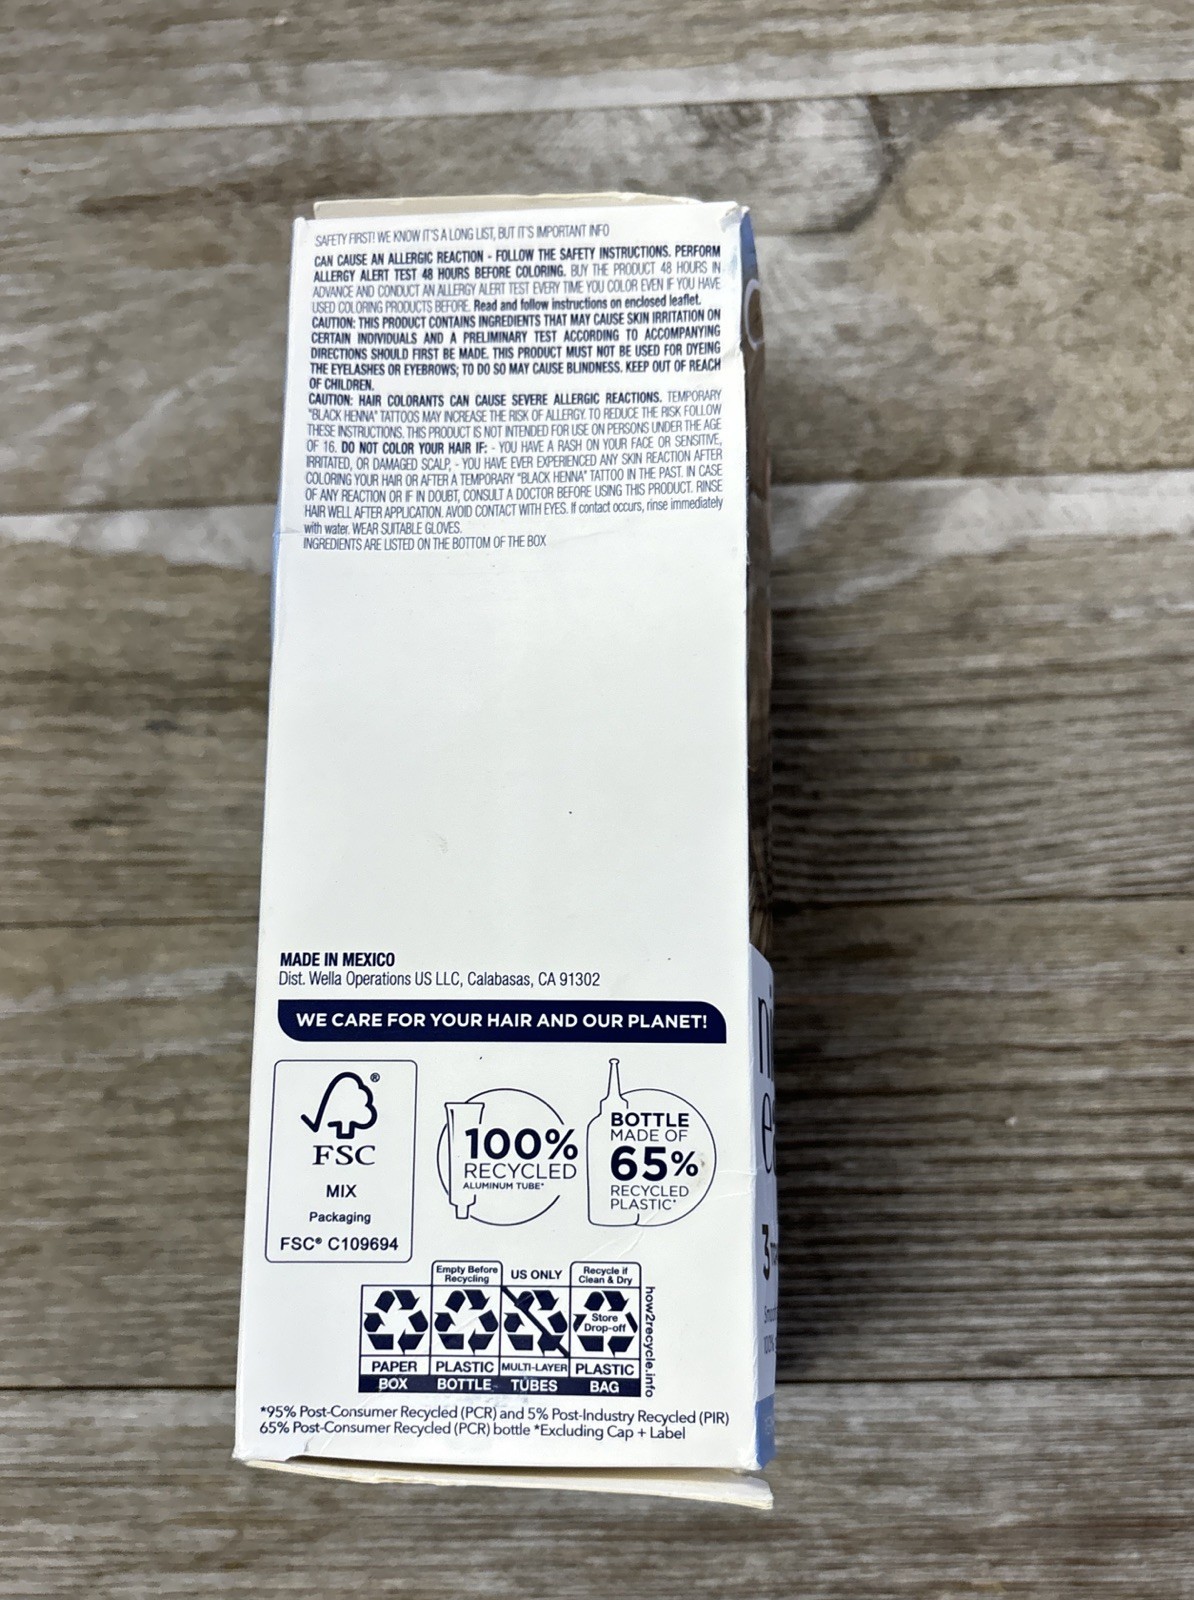 SAFETY FIRST! WE KNOW IT'S A LONG LIST, BUT IT'S IMPORTANT INFO
CAN CAUSE AN ALLERGIC REACTION - FOLLOW THE SAFETY INSTRUCTIONS. PERFORM
ALLERGY ALERT TEST 48 HOURS BEFORE COLORING. BUY THE PRODUCT 48 HOURS IN
ADVANCE AND CONDUCT AN ALLERGY ALERT TEST EVERY TIME YOU COLOR EVEN IF YOU HAVE
USED COLORING PRODUCTS BEFORE. Read and follow instructions on enclosed leaflet.
CAUTION: THIS PRODUCT CONTAINS INGREDIENTS THAT MAY CAUSE SKIN IRRITATION ON
CERTAIN INDIVIDUALS AND A PRELIMINARY TEST ACCORDING TO ACCOMPANYING
DIRECTIONS SHOULD FIRST BE MADE. THIS PRODUCT MUST NOT BE USED FOR DYEING
THE EYELASHES OR EYEBROWS; TO DO SO MAY CAUSE BLINDNESS. KEEP OUT OF REACH
OF CHILDREN.
CAUTION: HAIR COLORANTS CAN CAUSE SEVERE ALLERGIC REACTIONS. TEMPORARY
"BLACK HENNA" TATTOOS MAY INCREASE THE RISK OF ALLERGY. TO REDUCE THE RISK FOLLOW
THESE INSTRUCTIONS. THIS PRODUCT IS NOT INTENDED FOR USE ON PERSONS UNDER THE AGE
OF 16. DO NOT COLOR YOUR HAIR IF: - YOU HAVE A RASH ON YOUR FACE OR SENSITIVE,
IRRITATED, OR DAMAGED SCALP, - YOU HAVE EVER EXPERIENCED ANY SKIN REACTION AFTER
COLORING YOUR HAIR OR AFTER A TEMPORARY "BLACK HENNA" TATTOO IN THE PAST. IN CASE
OF ANY REACTION OR IF IN DOUBT, CONSULT A DOCTOR BEFORE USING THIS PRODUCT. RINSE
HAIR WELL AFTER APPLICATION. AVOID CONTACT WITH EYES. If contact occurs, rinse immediately
with water. WEAR SUITABLE GLOVES.
INGREDIENTS ARE LISTED ON THE BOTTOM OF THE BOX
MADE IN MEXICO
Dist. Wella Operations US LLC, Calabasas, CA 91302
WE CARE FOR YOUR HAIR AND OUR PLANET!
®
FSC
MIX
Packaging
FSC® C109694
100%
RECYCLED
ALUMINUM TUBE*
BOTTLE
MADE OF
65%
RECYCLED
PLASTIC*
Empty Before
Recycling
US ONLY
Recycle if
Clean & Dry
Store
Drop-off
PAPER
BOX
PLASTIC
BOTTLE
MULTI-LAYER
TUBES
PLASTIC
BAG
how2recycle.info
*95% Post-Consumer Recycled (PCR) and 5% Post-Industry Recycled (PIR)
65% Post-Consumer Recycled (PCR) bottle *Excluding Cap + Label
3